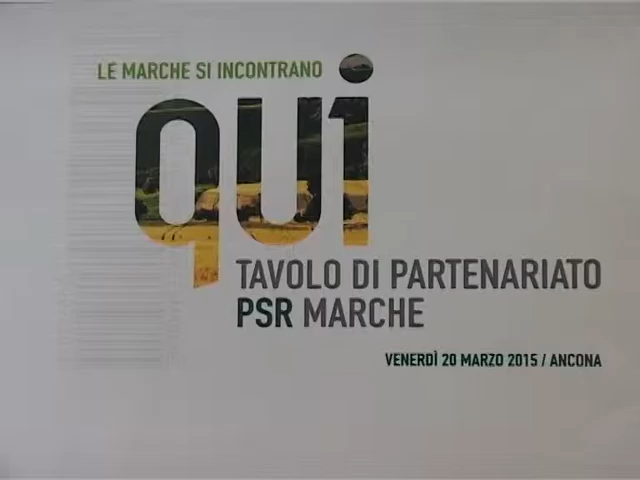 LE MARCHE SI INCONTRANO
qui
TAVOLO DI PARTENARIATO
PSR MARCHE
VENERDÌ 20 MARZO 2015 / ANCONA